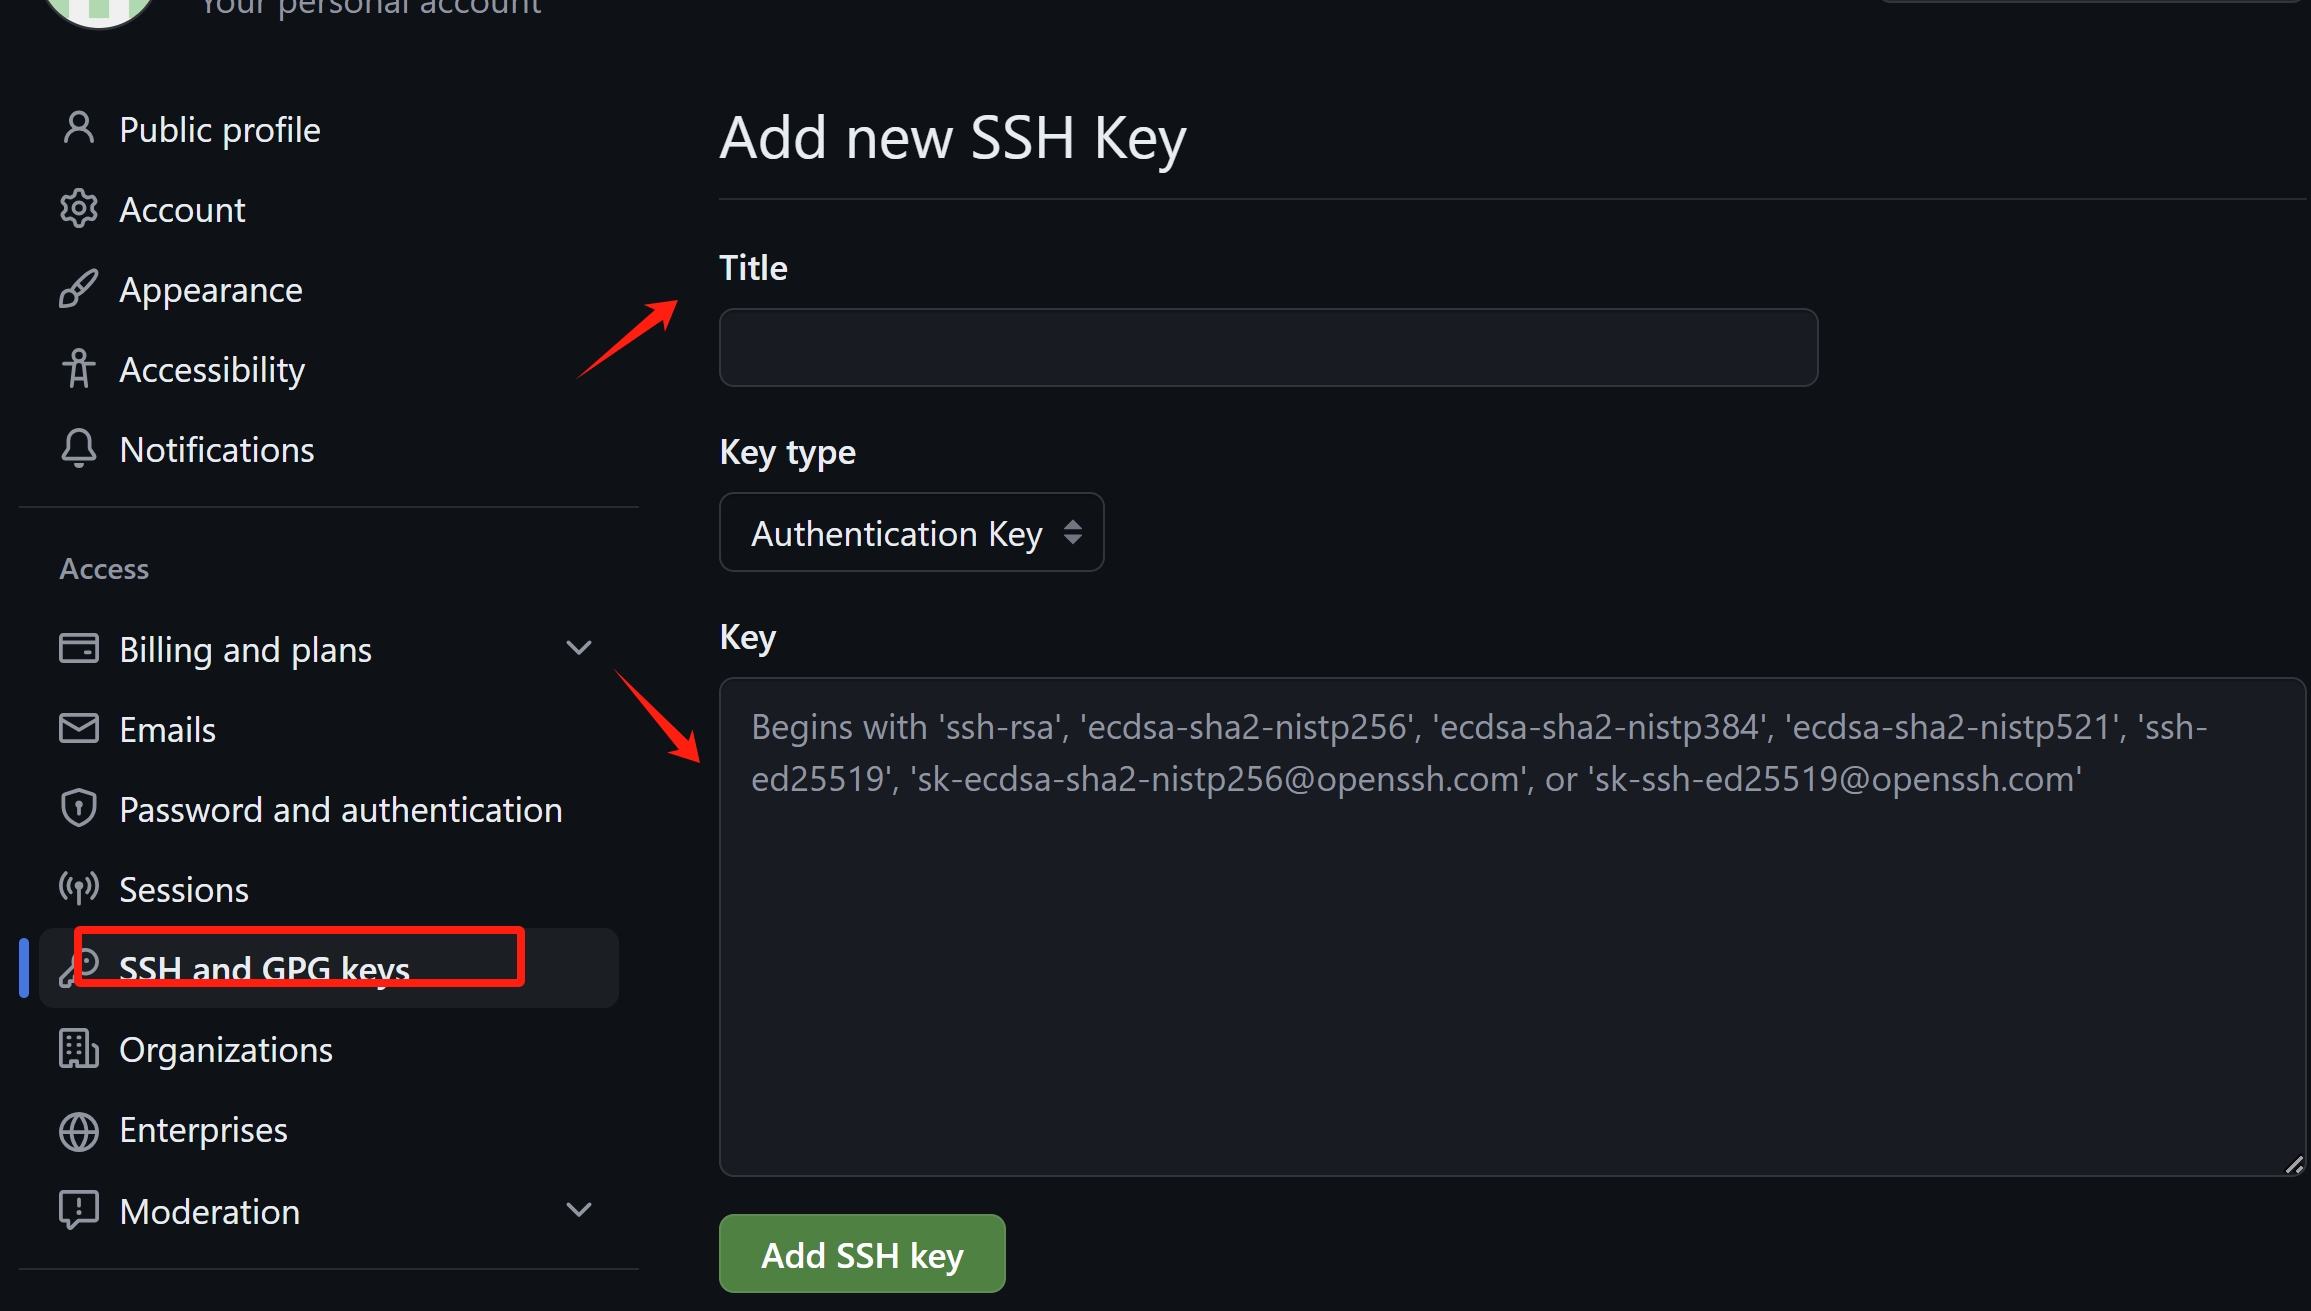 Your personal account
Public profile
Account
Appearance
Accessibility
Notifications
Access
Billing and plans
Emails
Password and authentication
Sessions
SSH and GPG keys
Organizations
Enterprises
Moderation
Add new SSH Key
Title
Key type
Authentication Key
Key
Begins with 'ssh-rsa', 'ecdsa-sha2-nistp256', 'ecdsa-sha2-nistp384', 'ecdsa-sha2-nistp521', 'ssh-
ed25519', 'sk-ecdsa-sha2-nistp256@openssh.com', or 'sk-ssh-ed25519@openssh.com'
Add SSH key